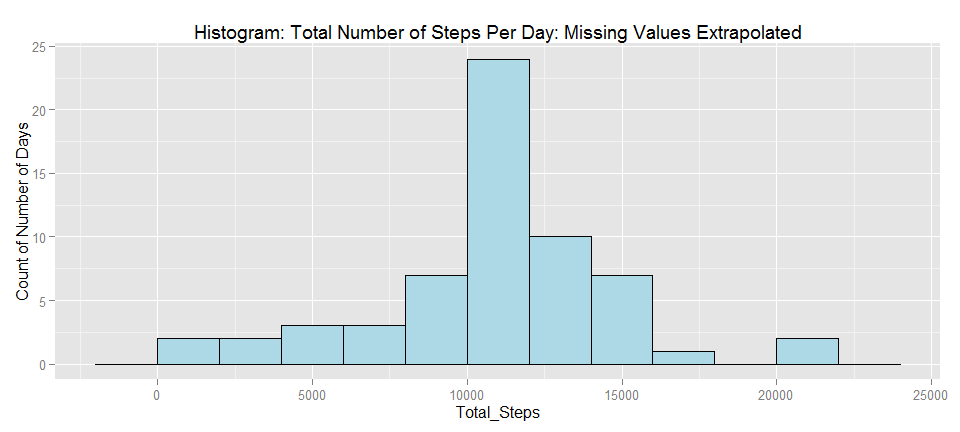 Histogram: Total Number of Steps Per Day: Missing Values Extrapolated
Count of Number of Days
25
20
15
10
5
0
0 5000 10000 15000 20000 25000
Total_Steps